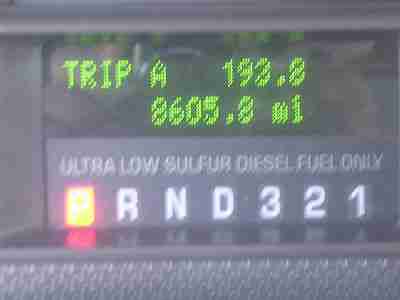 TRIP A 193.8
8605.8 mi
ULTRA LOW SULFUR DIESEL FUEL ONLY
P R N D 3 2 1